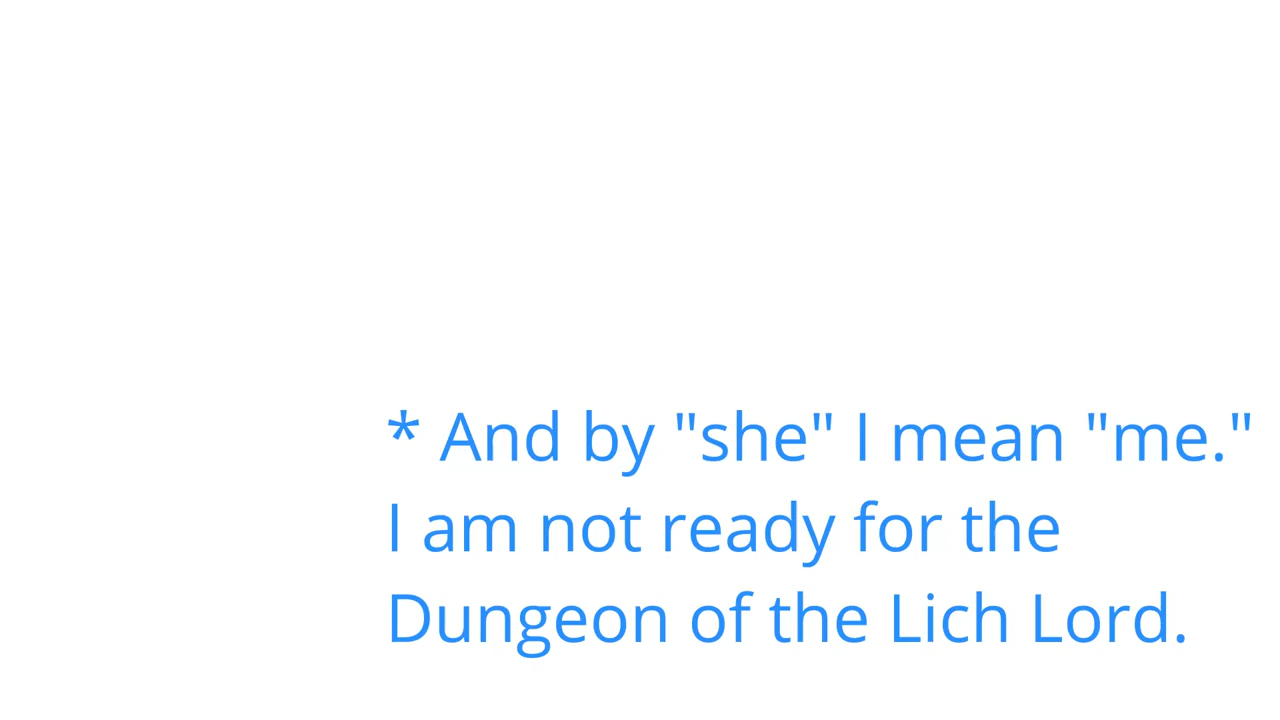 * And by "she" I mean "me."
I am not ready for the
Dungeon of the Lich Lord.